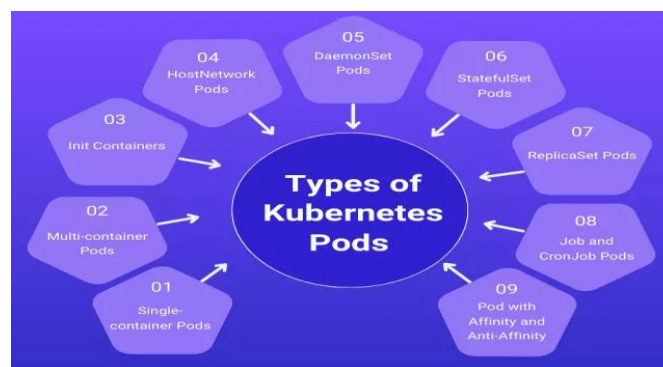 Types of
Kubernetes
Pods
01
Single-
container Pods
02
Multi-container
Pods
03
Init Containers
04
HostNetwork
Pods
05
DaemonSet
Pods
06
StatefulSet
Pods
07
ReplicaSet Pods
08
Job and
CronJob Pods
09
Pod with
Affinity and
Anti-Affinity